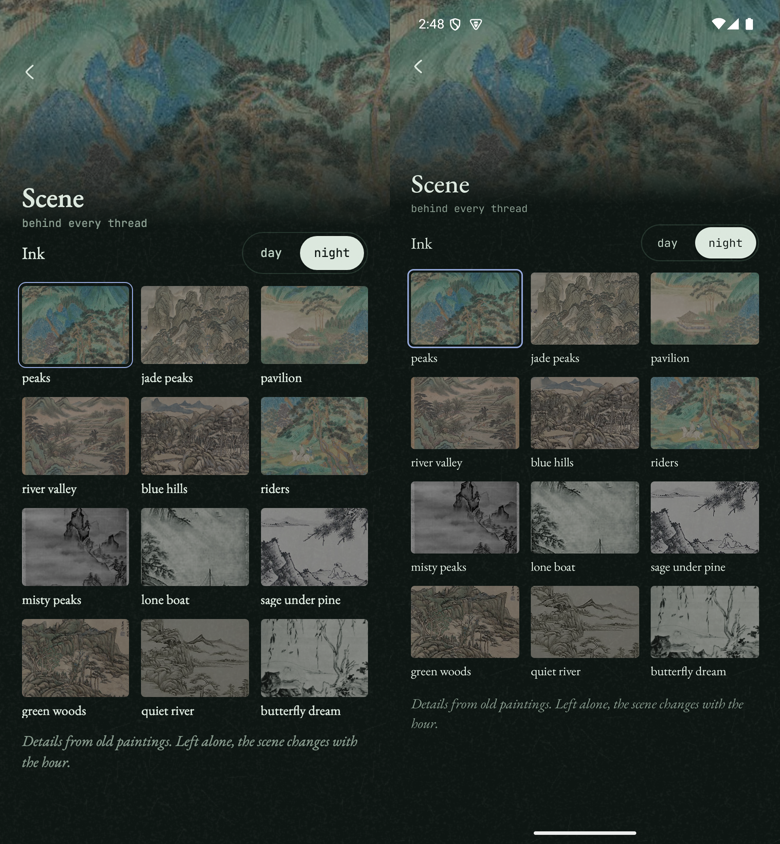 Scene
behind every thread
Ink
day
night
peaks
jade peaks
pavilion
river valley
blue hills
riders
misty peaks
lone boat
sage under pine
green woods
quiet river
butterfly dream
Details from old paintings. Left alone, the scene changes with
the hour.
2:48
Scene
behind every thread
Ink
day
night
peaks
jade peaks
pavilion
river valley
blue hills
riders
misty peaks
lone boat
sage under pine
green woods
quiet river
butterfly dream
Details from old paintings. Left alone, the scene changes with the
hour.